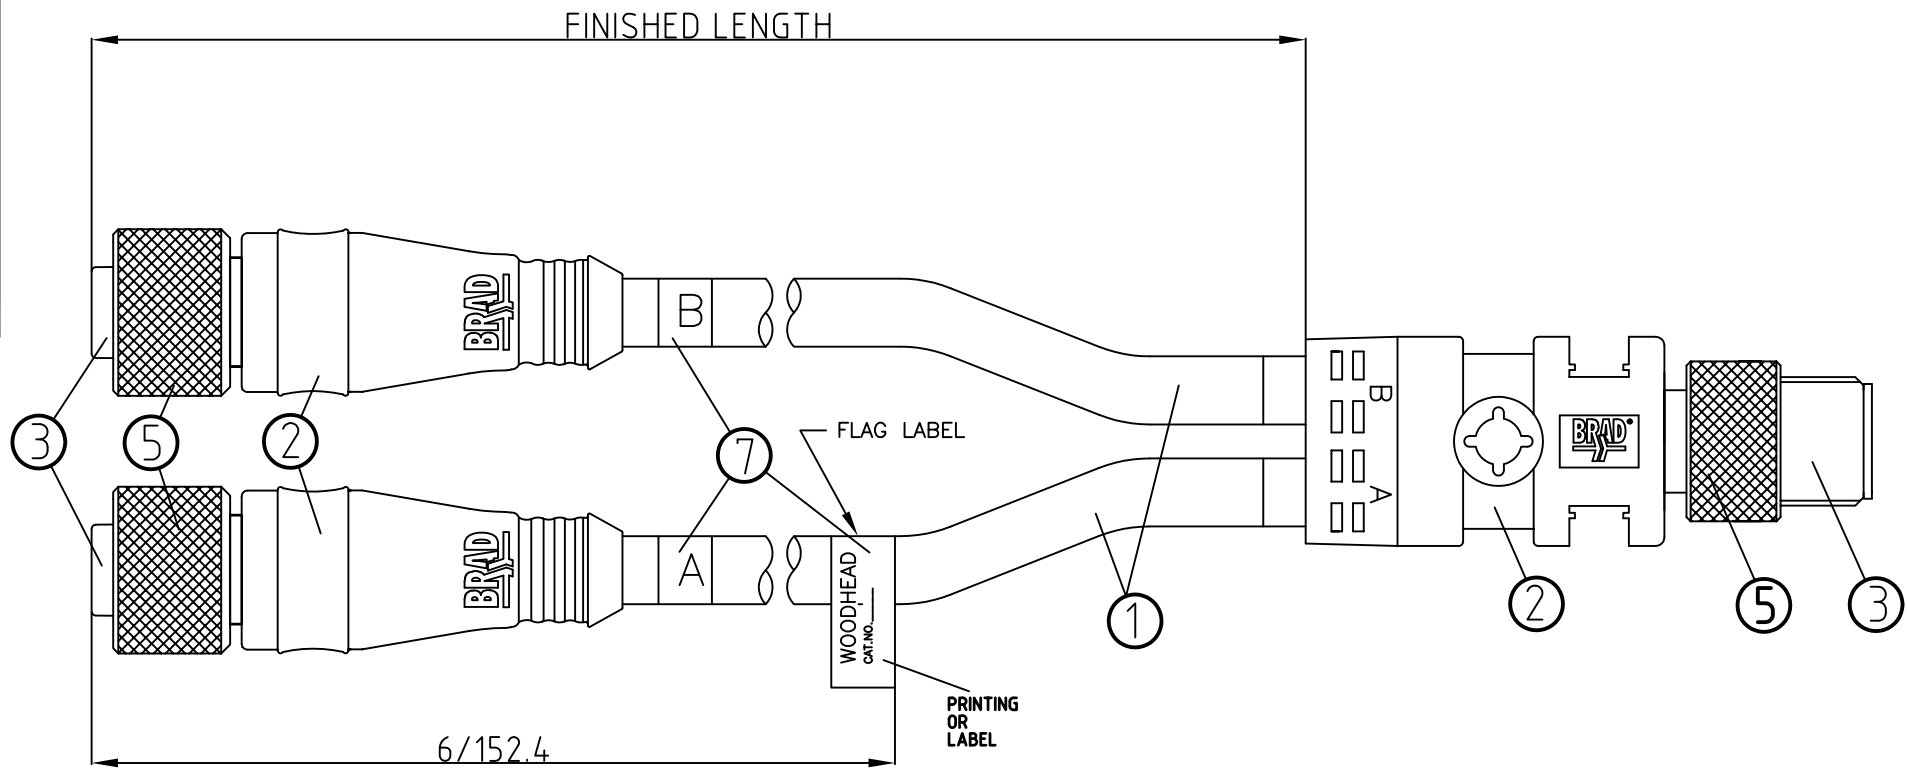 FINISHED LENGTH
BRAD
B
B
A
BRAD®
3
5
2
7
FLAG LABEL
BRAD
A
WOODHEAD
CAT.NO.______
1
2
5
3
PRINTING
OR
LABEL
6/152.4